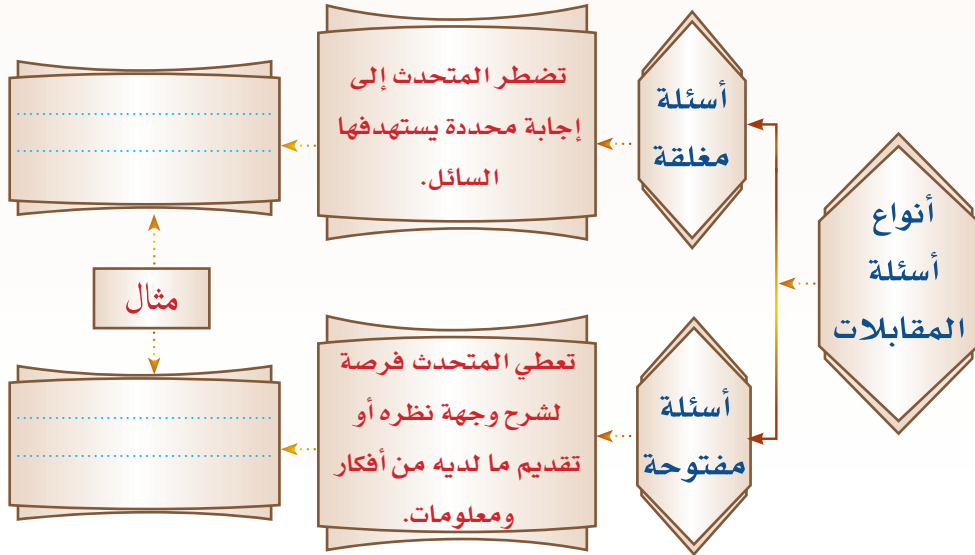 أنواع
أسئلة
المقابلات
أسئلة
مغلقة
تضطر المتحدث إلى
إجابة محددة يستهدفها
السائل.
أسئلة
مفتوحة
تعطي المتحدث فرصة
لشرح وجهة نظره أو
تقديم ما لديه من أفكار
ومعلومات.
مثال